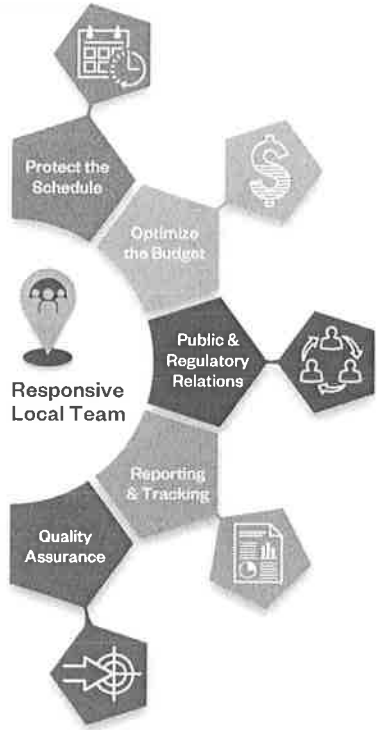 Protect the
Schedule
$
Optimize
the Budget
Public &
Regulatory
Relations
Responsive
Local Team
Reporting
& Tracking
Quality
Assurance